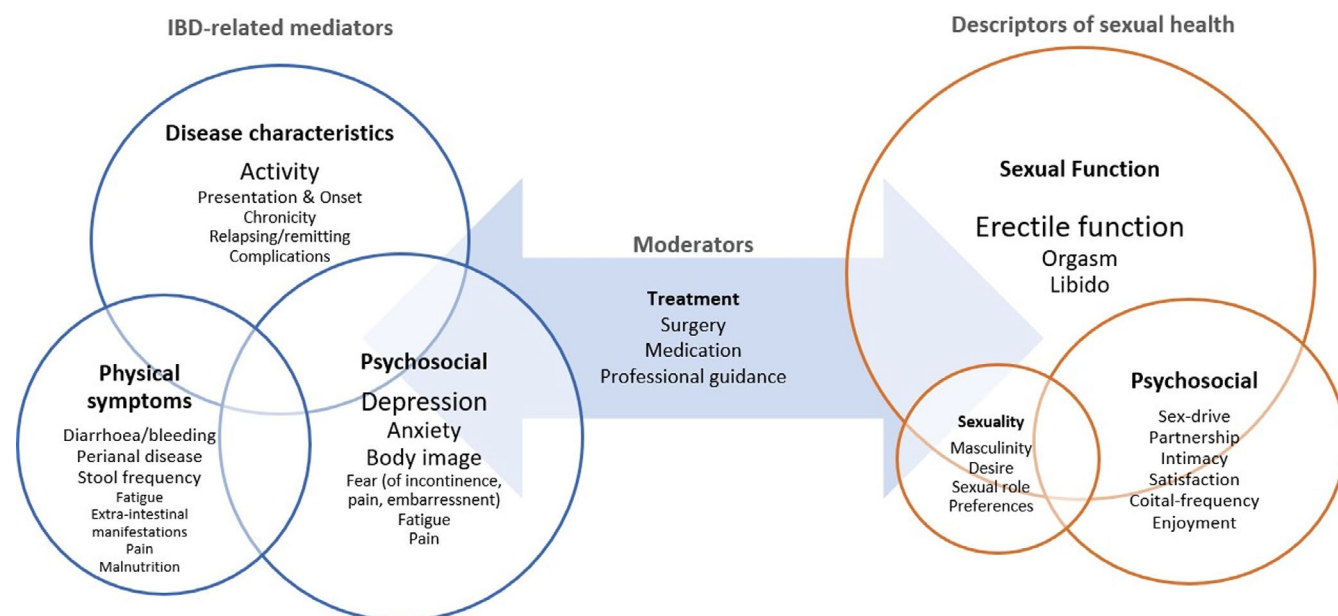 IBD-related mediators
Disease characteristics
Activity
Presentation & Onset
Chronicity
Relapsing/remitting
Complications
Physical
symptoms
Diarrhoea/bleeding
Perianal disease
Stool frequency
Fatigue
Extra-intestinal
manifestations
Pain
Malnutrition
Psychosocial
Depression
Anxiety
Body image
Fear (of incontinence,
pain, embarressnent)
Fatigue
Pain
Moderators
Treatment
Surgery
Medication
Professional guidance
Descriptors of sexual health
Sexual Function
Erectile function
Orgasm
Libido
Sexuality
Masculinity
Desire
Sexual role
Preferences
Psychosocial
Sex-drive
Partnership
Intimacy
Satisfaction
Coital-frequency
Enjoyment